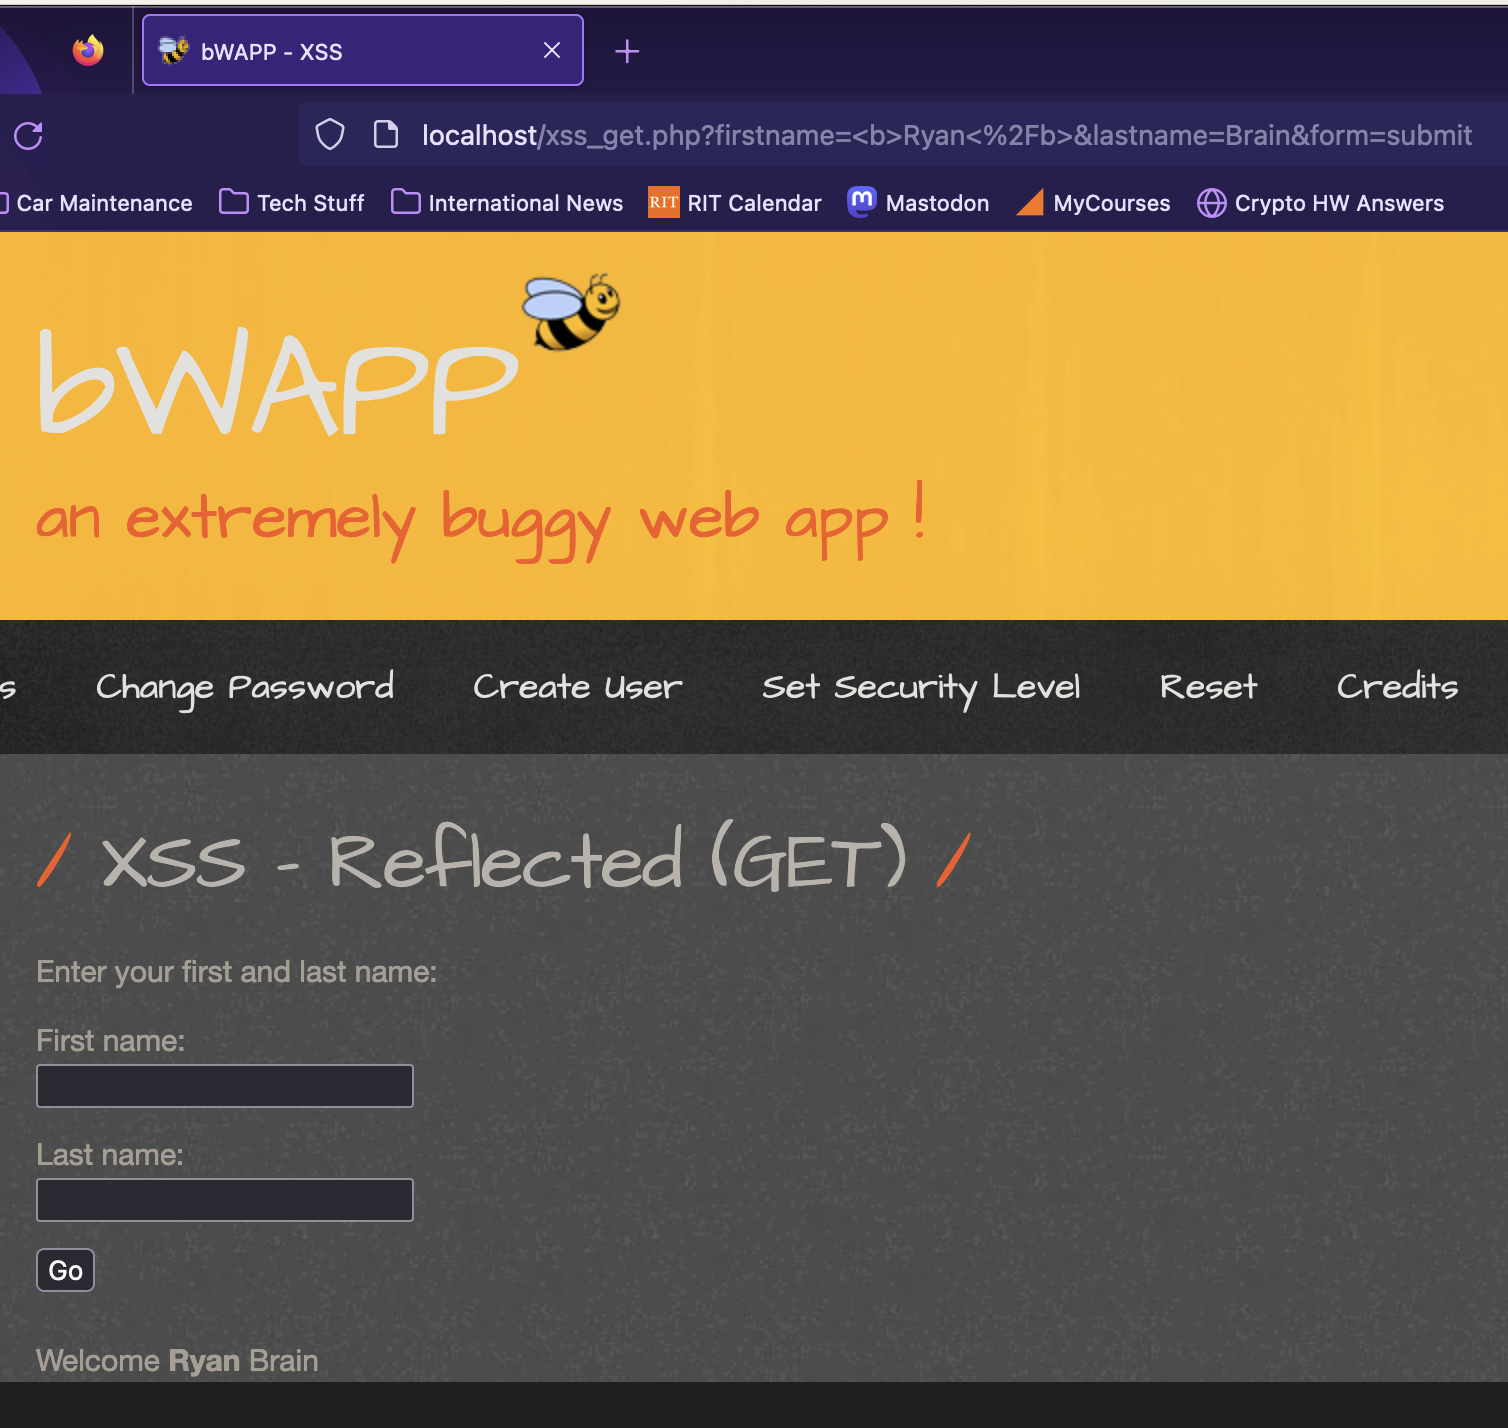 bWAPP - XSS
localhost/xss_get.php?firstname=<b>Ryan<%2Fb>&lastname=Brain&form=submit
Car Maintenance Tech Stuff International News RIT RIT Calendar m Mastodon MyCourses Crypto HW Answers
bWAPP
an extremely buggy web app !
s Change Password Create User Set Security Level Reset Credits
/ XSS - Reflected (GET) /
Enter your first and last name:
First name:
Last name:
Go
Welcome Ryan Brain